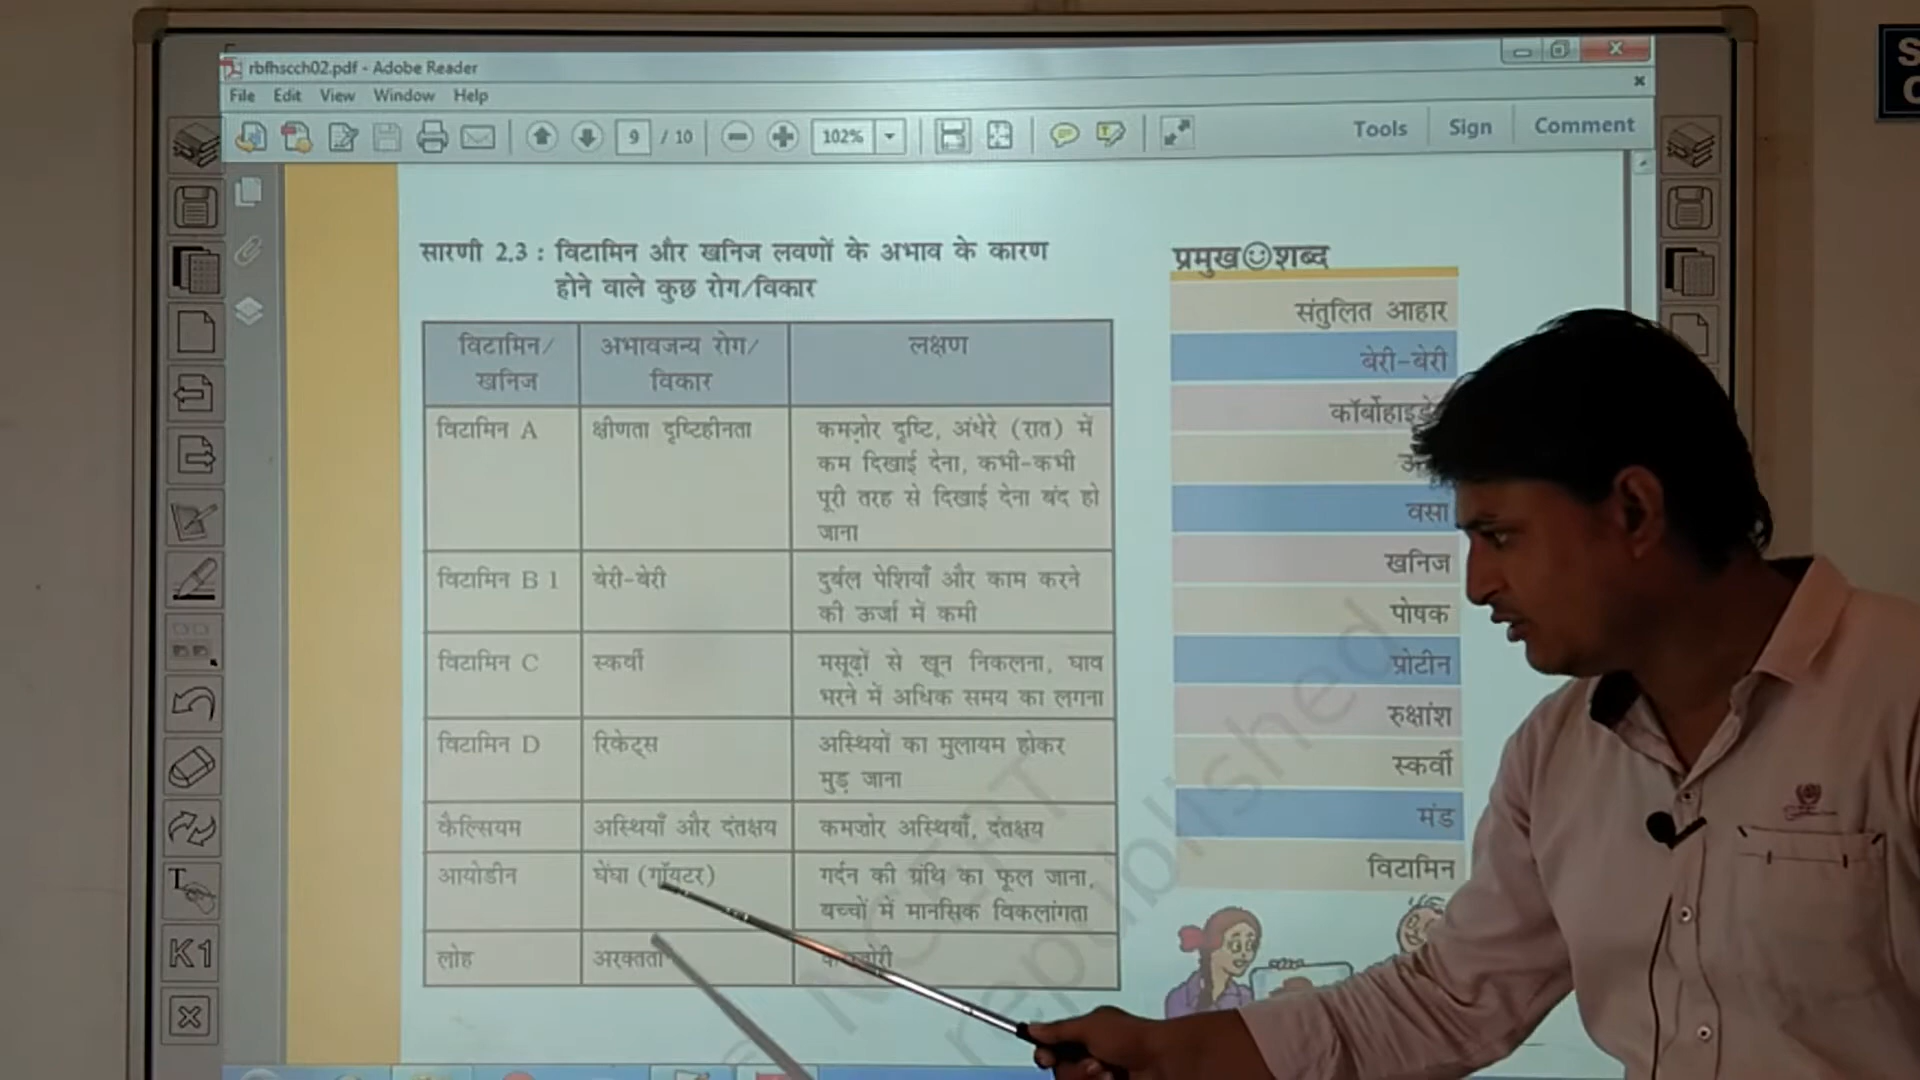 rbfhscch02.pdf - Adobe Reader
File Edit View Window Help
9 / 10 102% Tools Sign Comment
सारणी 2.3 : विटामिन और खनिज लवणों के अभाव के कारण
होने वाले कुछ रोग/विकार
विटामिन/
खनिज
अभावजन्य रोग/
विकार
लक्षण
विटामिन A
क्षीणता दृष्टिहीनता
कमज़ोर दृष्टि, अंधेरे (रात) में
कम दिखाई देना, कभी-कभी
पूरी तरह से दिखाई देना बंद हो
जाना
विटामिन B 1
बेरी-बेरी
दुर्बल पेशियाँ और काम करने
की ऊर्जा में कमी
विटामिन C
स्कर्वी
मसूढ़ों से खून निकलना, घाव
भरने में अधिक समय का लगना
विटामिन D
रिकेट्स
अस्थियों का मुलायम होकर
मुड़ जाना
कैल्सियम
अस्थियाँ और दंतक्षय
कमजोर अस्थियाँ, दंतक्षय
आयोडीन
घेंघा (गॉयटर)
गर्दन की ग्रंथि का फूल जाना,
बच्चों में मानसिक विकलांगता
लोह
अरक्तता
प्रमुख शब्द
संतुलित आहार
बेरी-बेरी
वसा
खनिज
पोषक
प्रोटीन
रुक्षांश
स्कर्वी
मंड
विटामिन
NCERT
republished
K1